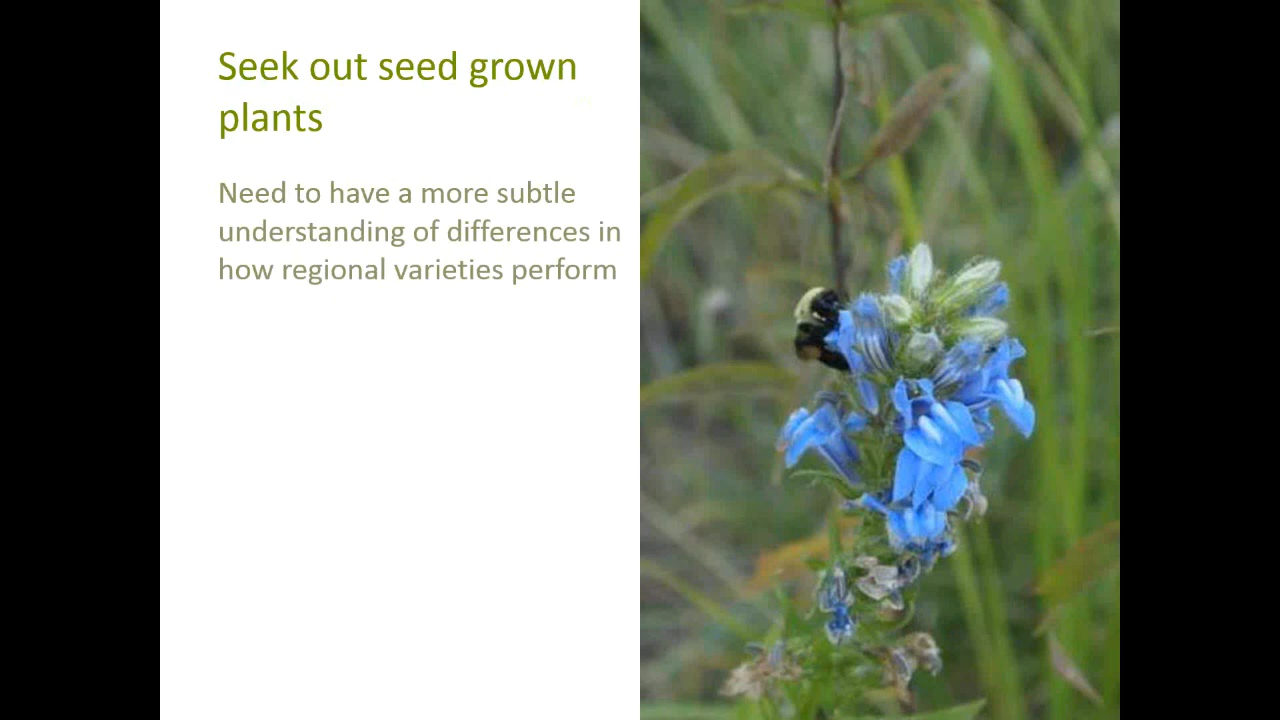 Seek out seed grown
plants
Need to have a more subtle
understanding of differences in
how regional varieties perform